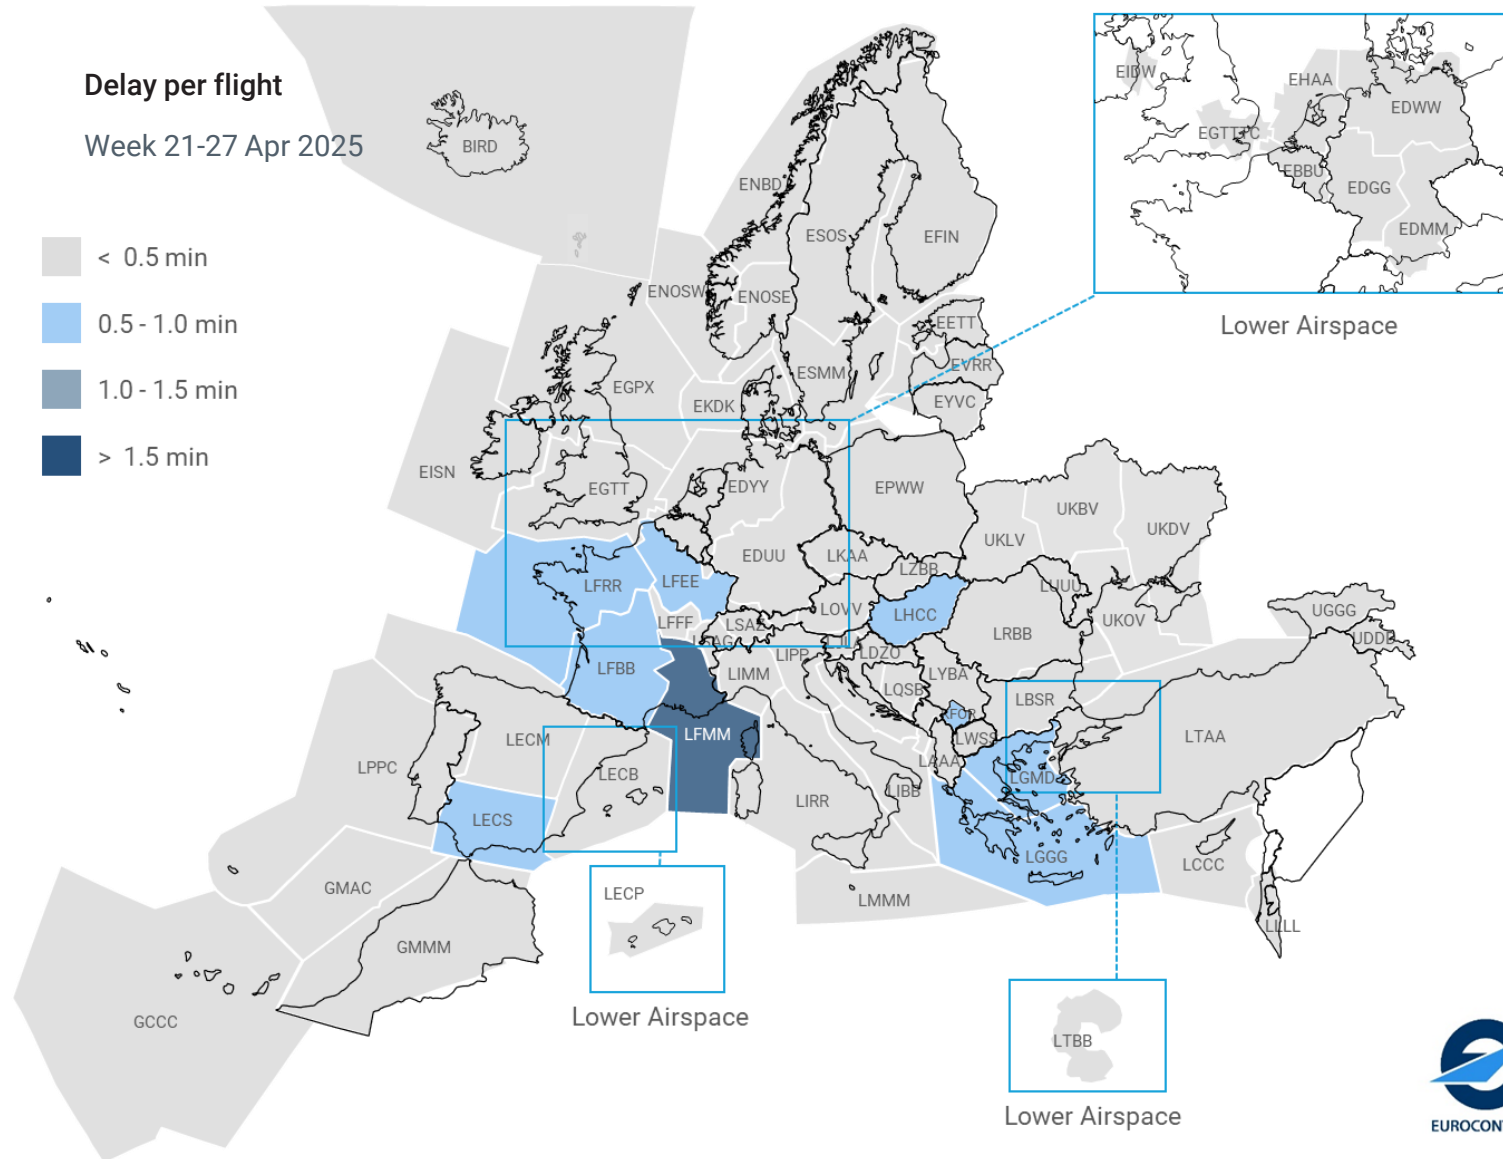 Delay per flight
Week 21-27 Apr 2025
< 0.5 min
0.5 - 1.0 min
1.0 - 1.5 min
> 1.5 min
BIRD
ENBD
ESOS
EFIN
ENOSW
ENOSE
EETT
EVRR
ESMM
EYVC
EGPX
EKDK
EISN
EGTT
EDYY
EPWW
UKBV
UKDV
UKLV
EDUU
LKAA
LZBB
LFRR
LFEE
LUUU
LOVV
LHCC
UKOV
UGGG
LFFF
LSAZ
LSAG
LRBB
UDDD
LJLA
LDZO
LIPP
LFBB
LIMM
LYBA
LQSB
LBSR
KFOR
LFMM
LWSS
LTAA
LECM
LAAA
LPPC
LECB
LGMD
LIBB
LIRR
LECS
LGGG
LCCC
GMAC
LMMM
LLLL
GMMM
GCCC
EIDW
EHAA
EDWW
EGTTTC
EBBU
EDGG
EDMM
Lower Airspace
LECP
Lower Airspace
LTBB
Lower Airspace
EUROCON